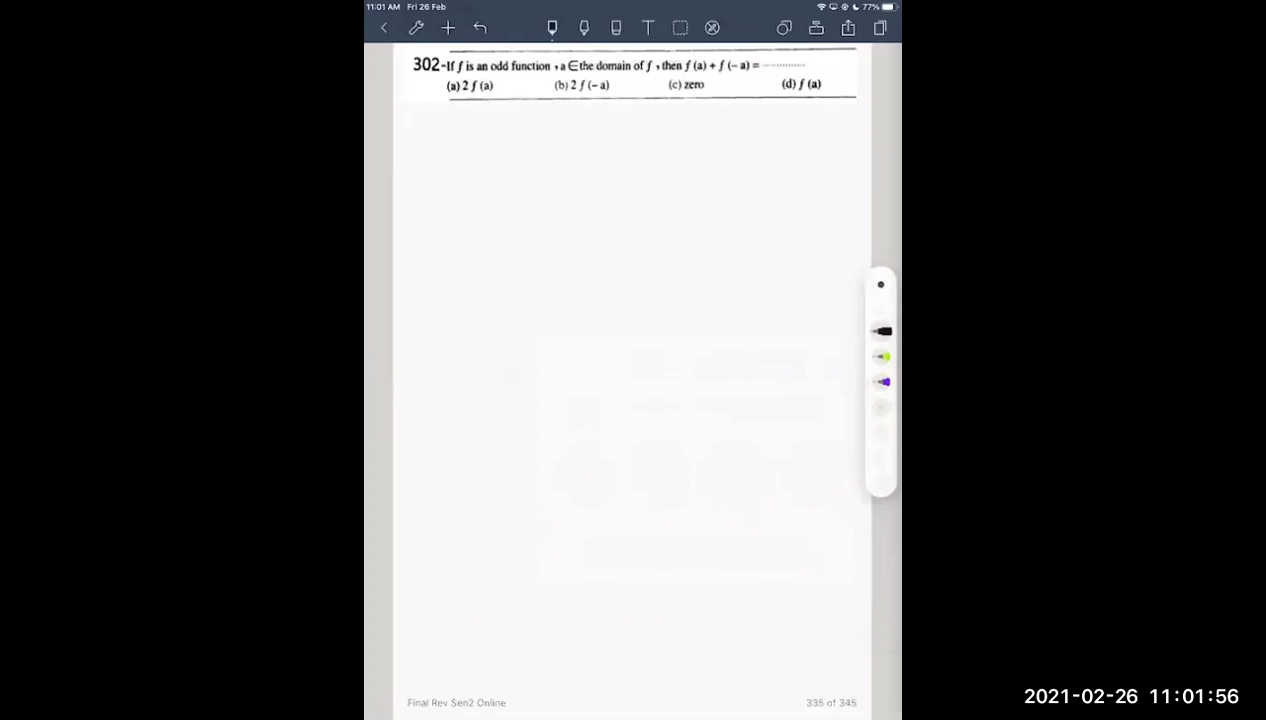 11:01 AM Fri 26 Feb
77%
302-If f is an odd function , a ∈ the domain of f , then f (a) + f (– a) = ............
(a) 2 f (a) (b) 2 f (– a) (c) zero (d) f (a)
Final Rev Sen2 Online
335 of 345
2021-02-26 11:01:56